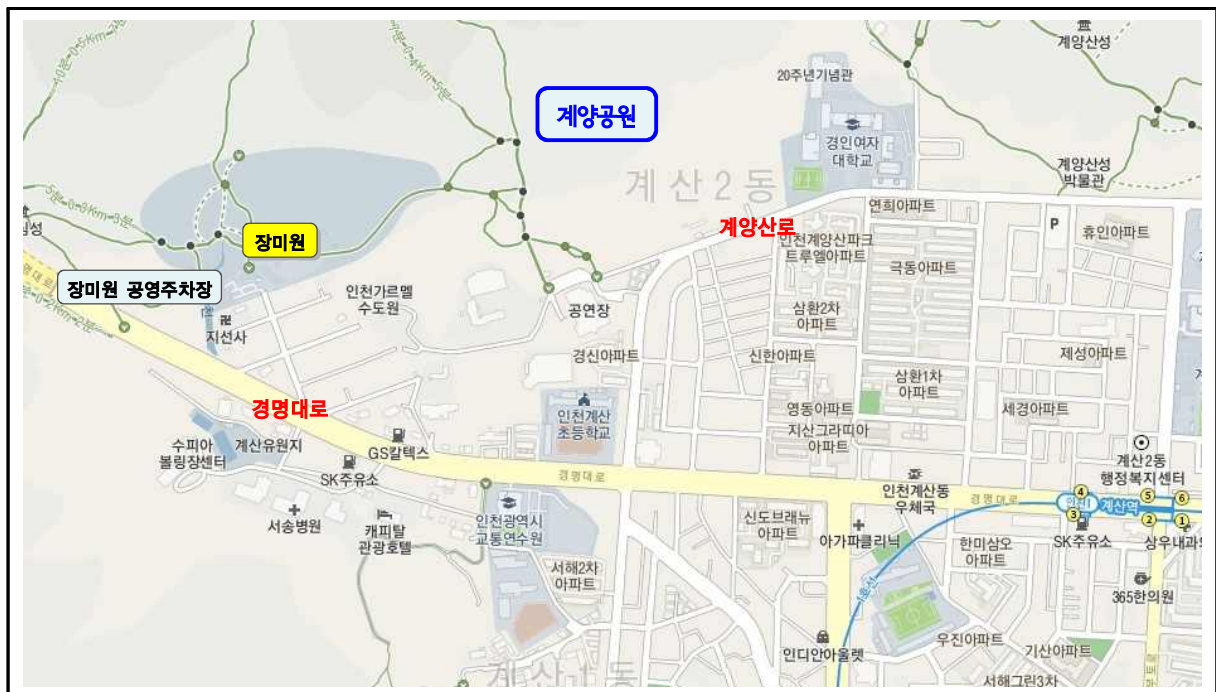 계양산성
20주년기념관
계양공원
경인여자
대학교
계양산성
박물관
계산2동
연희아파트
계양산로
P
휴인아파트
장미원
인천계양산파크
트루엘아파트
극동아파트
장미원 공영주차장
인천가르멜
수도원
공연장
삼환2차
아파트
지선사
경신아파트
신한아파트
제성아파트
삼환1차
아파트
경명대로
인천계산
초등학교
영동아파트
세경아파트
지산그라피아
아파트
수피아
볼링장센터
계산유원지
GS칼텍스
SK주유소
경명대로
계산2동
행정복지센터
인천계산동
우체국
경명대로
4
5
6
계산역
3
2
1
서송병원
캐피탈
관광호텔
인천광역시
교통연수원
신도브래뉴
아파트
아가파클리닉
한미삼오
아파트
SK주유소
상우내과의
서해2차
아파트
1호선
365한의원
우진아파트
인디안아울렛
기산아파트
계산1동
서해그린3차